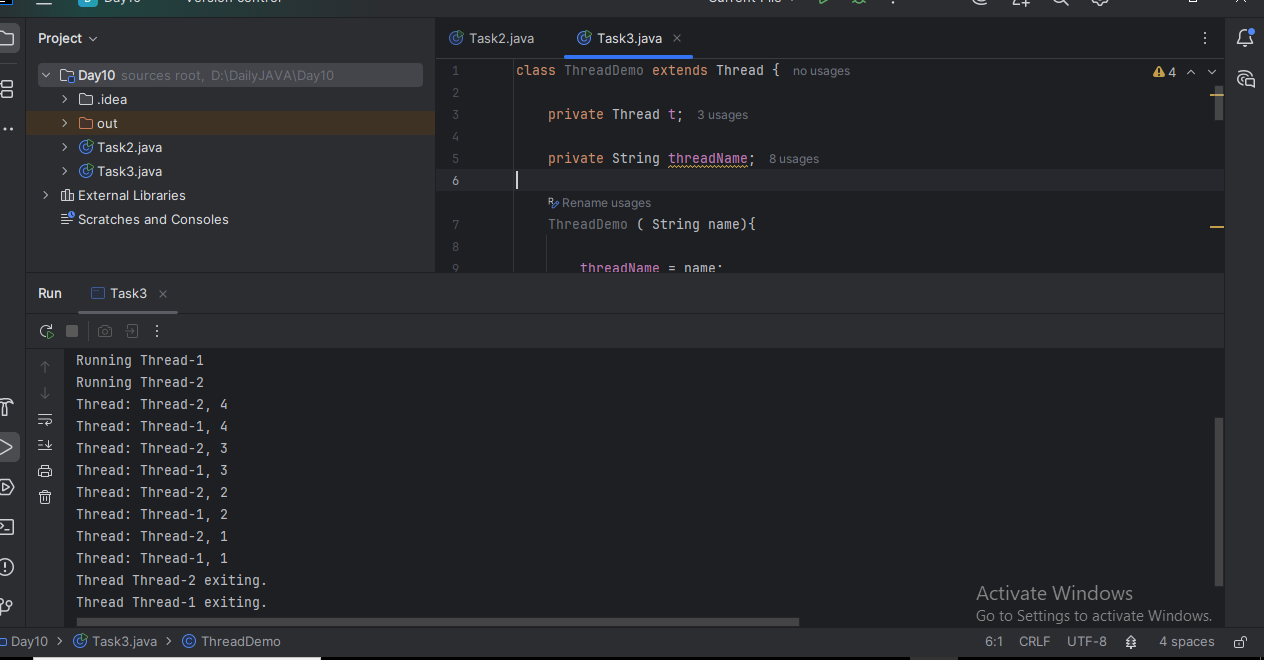 Day10
Version control
Current File
Project
Task2.java
Task3.java
Day10 sources root, D:\DailyJAVA\Day10
.idea
out
Task2.java
Task3.java
External Libraries
Scratches and Consoles
1 class ThreadDemo extends Thread { no usages
4
2
3 private Thread t; 3 usages
4
5 private String threadName; 8 usages
6
Rename usages
7 ThreadDemo ( String name){
8
9 threadName = name;
Run
Task3
Running Thread-1
Running Thread-2
Thread: Thread-2, 4
Thread: Thread-1, 4
Thread: Thread-2, 3
Thread: Thread-1, 3
Thread: Thread-2, 2
Thread: Thread-1, 2
Thread: Thread-2, 1
Thread: Thread-1, 1
Thread Thread-2 exiting.
Thread Thread-1 exiting.
Activate Windows
Go to Settings to activate Windows.
Day10 > Task3.java > ThreadDemo
6:1 CRLF UTF-8 4 spaces